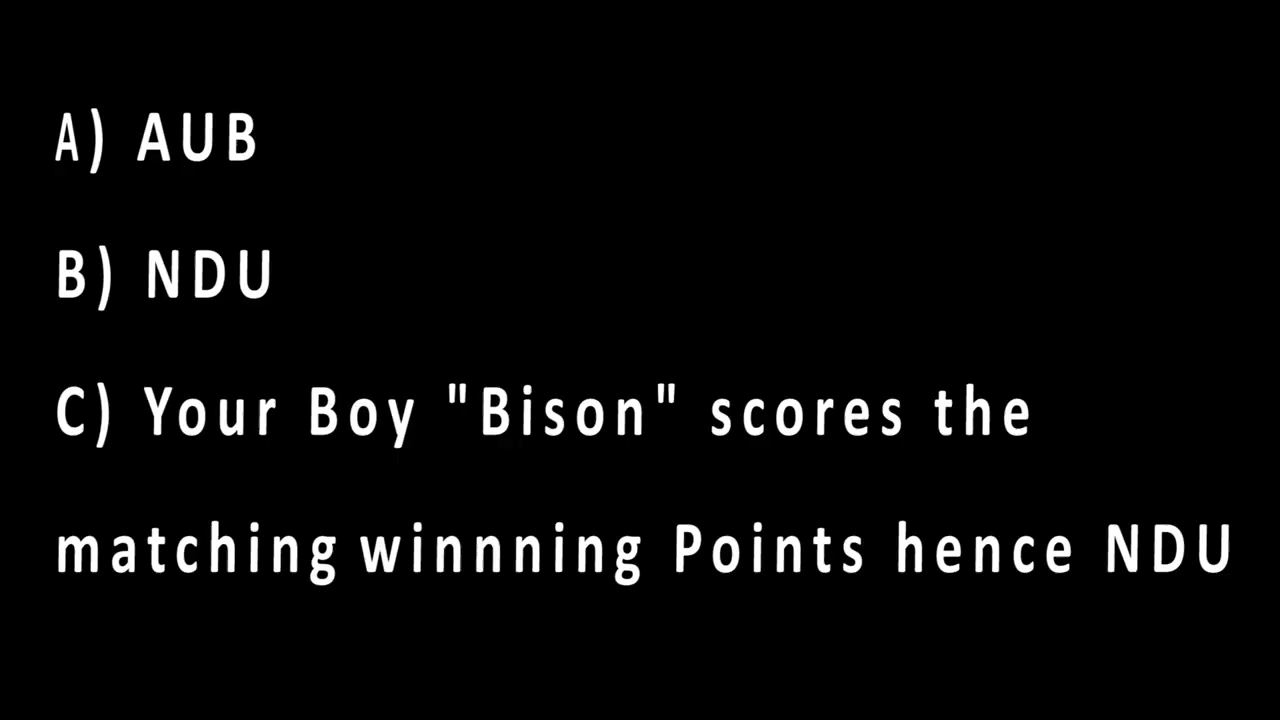 A) AUB
B) NDU
C) Your Boy "Bison" scores the
matching winnning Points hence NDU